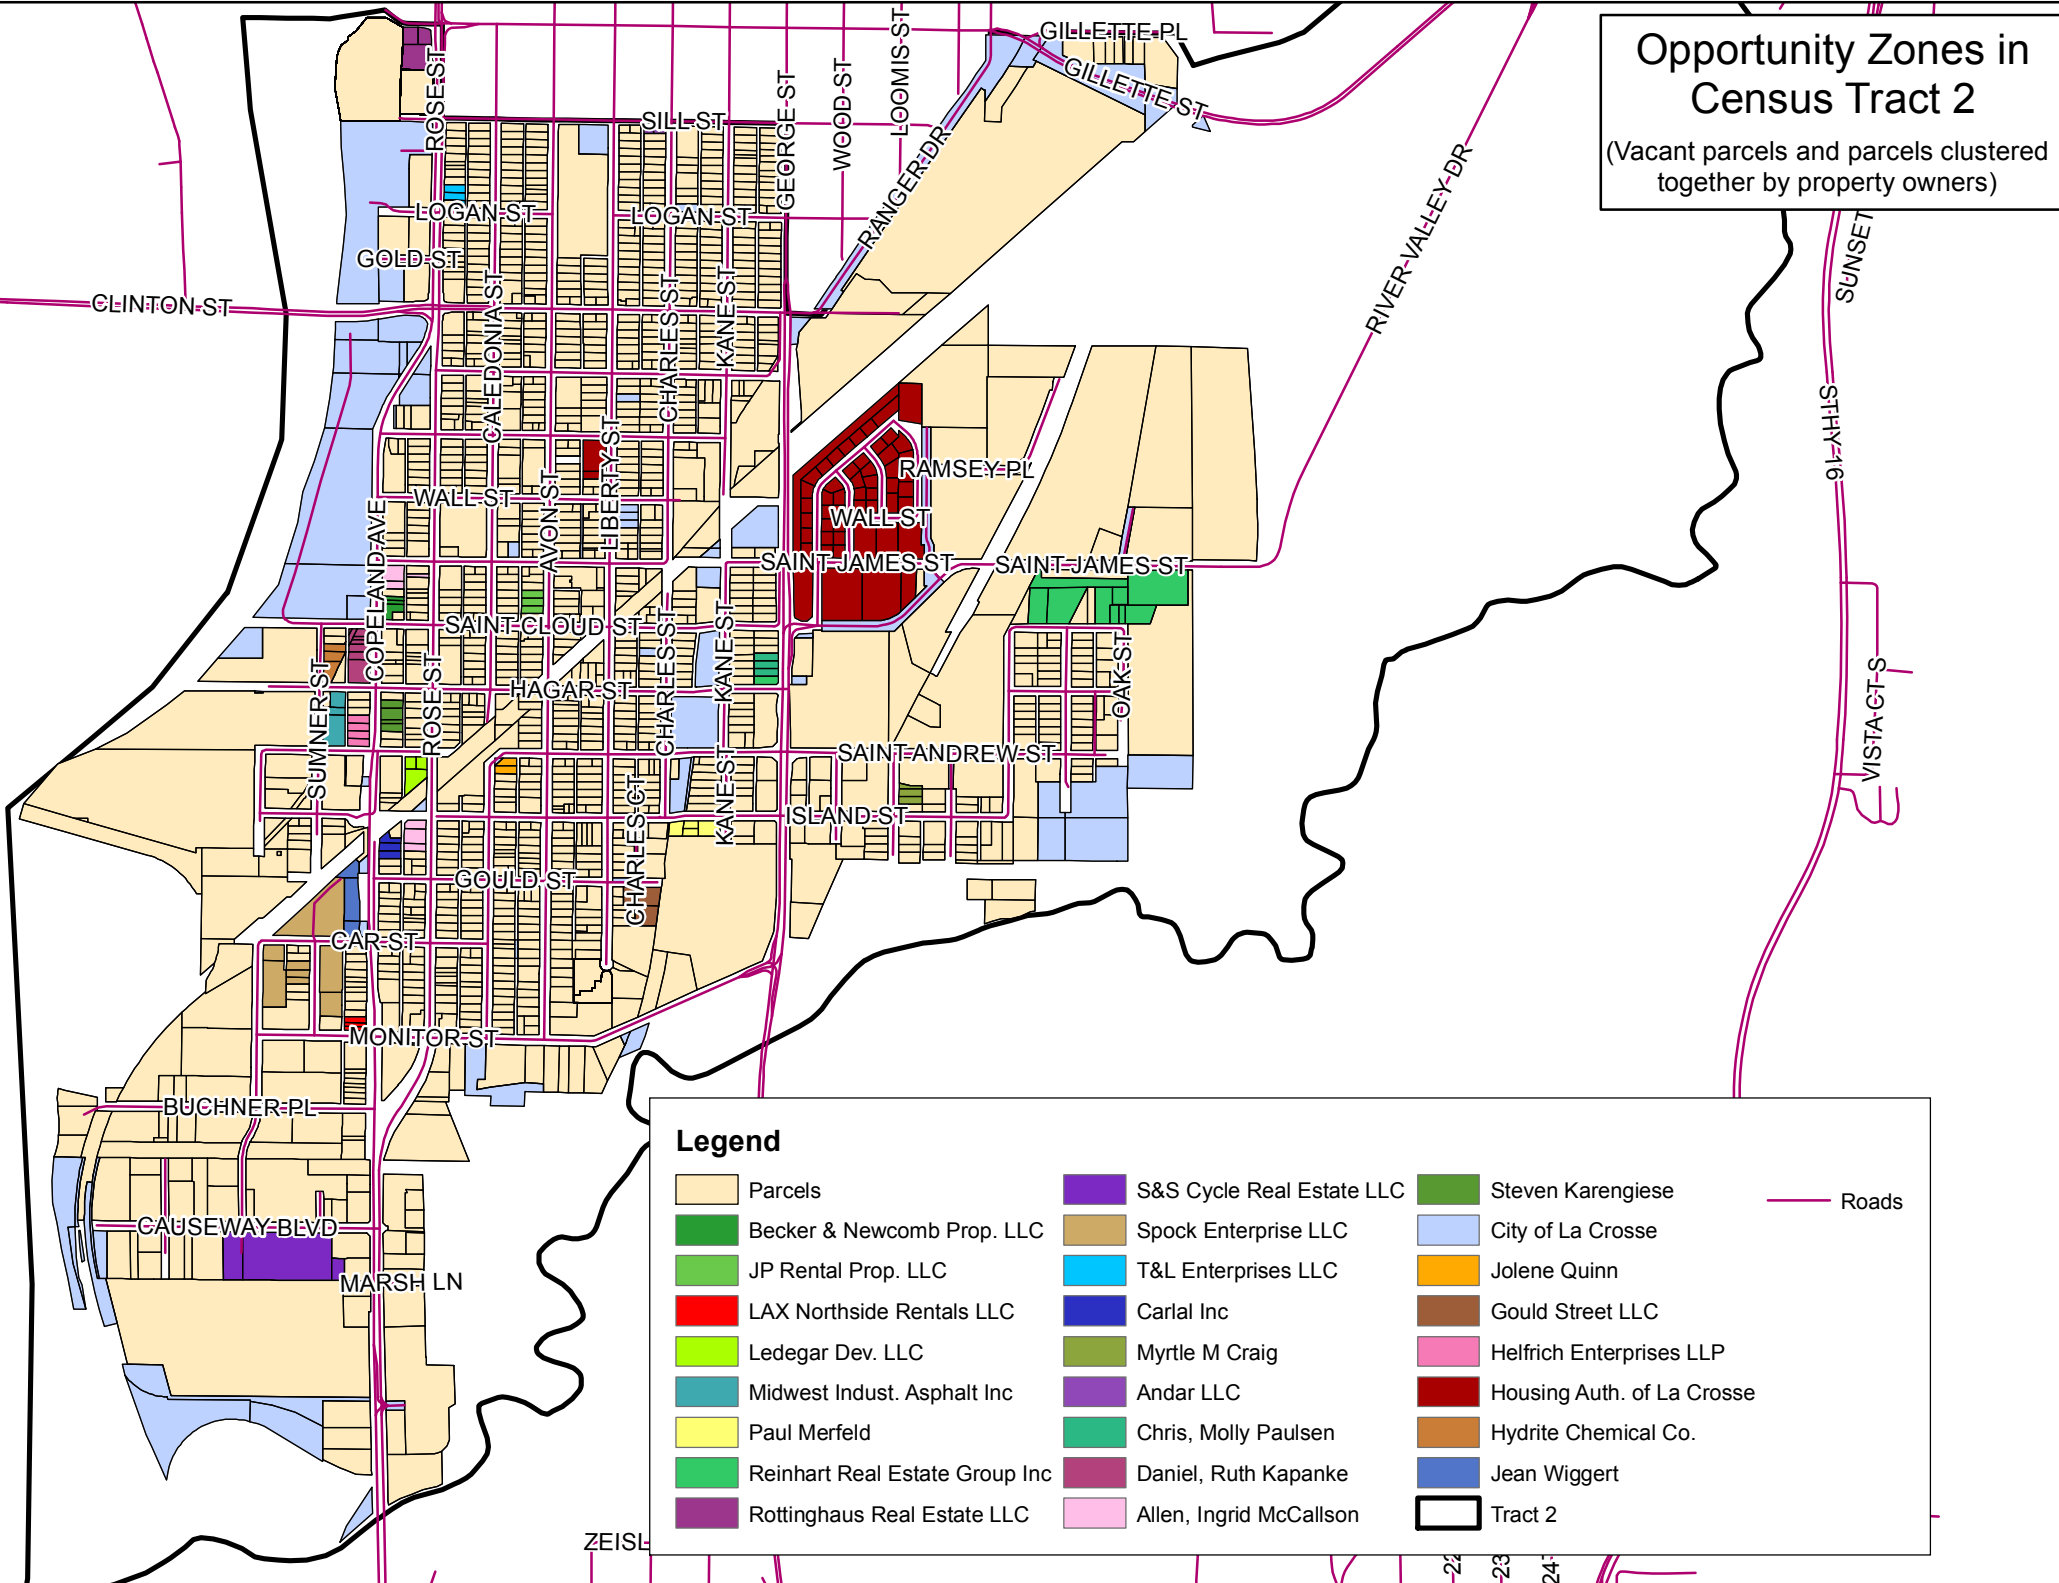 Opportunity Zones in
Census Tract 2
(Vacant parcels and parcels clustered
together by property owners)
GILLETTE PL
GILLETTE ST
ROSE ST
SILL ST
GEORGE ST
WOOD ST
LOOMIS ST
RANGER DR
RIVER VALLEY DR
SUNSET
LOGAN ST
LOGAN ST
GOLD ST
CLINTON ST
CALEDONIA ST
CHARLES ST
KANE ST
STHY 16
RAMSEY PL
WALL ST
WALL ST
AVON ST
LIBERTY ST
COPELAND AVE
SAINT JAMES ST
SAINT JAMES ST
SAINT CLOUD ST
CHARLES ST
KANE ST
OAK ST
SUMNER ST
ROSE ST
HAGAR ST
VISTA CT S
SAINT ANDREW ST
KANE ST
CHARLES CT
ISLAND ST
GOULD ST
CAR ST
MONITOR ST
BUCHNER PL
CAUSEWAY BLVD
MARSH LN
ZEISL
22
23
24
Legend
Parcels
Becker & Newcomb Prop. LLC
JP Rental Prop. LLC
LAX Northside Rentals LLC
Ledegar Dev. LLC
Midwest Indust. Asphalt Inc
Paul Merfeld
Reinhart Real Estate Group Inc
Rottinghaus Real Estate LLC
S&S Cycle Real Estate LLC
Spock Enterprise LLC
T&L Enterprises LLC
Carlal Inc
Myrtle M Craig
Andar LLC
Chris, Molly Paulsen
Daniel, Ruth Kapanke
Allen, Ingrid McCallson
Steven Karengiese
City of La Crosse
Jolene Quinn
Gould Street LLC
Helfrich Enterprises LLP
Housing Auth. of La Crosse
Hydrite Chemical Co.
Jean Wiggert
Tract 2
Roads